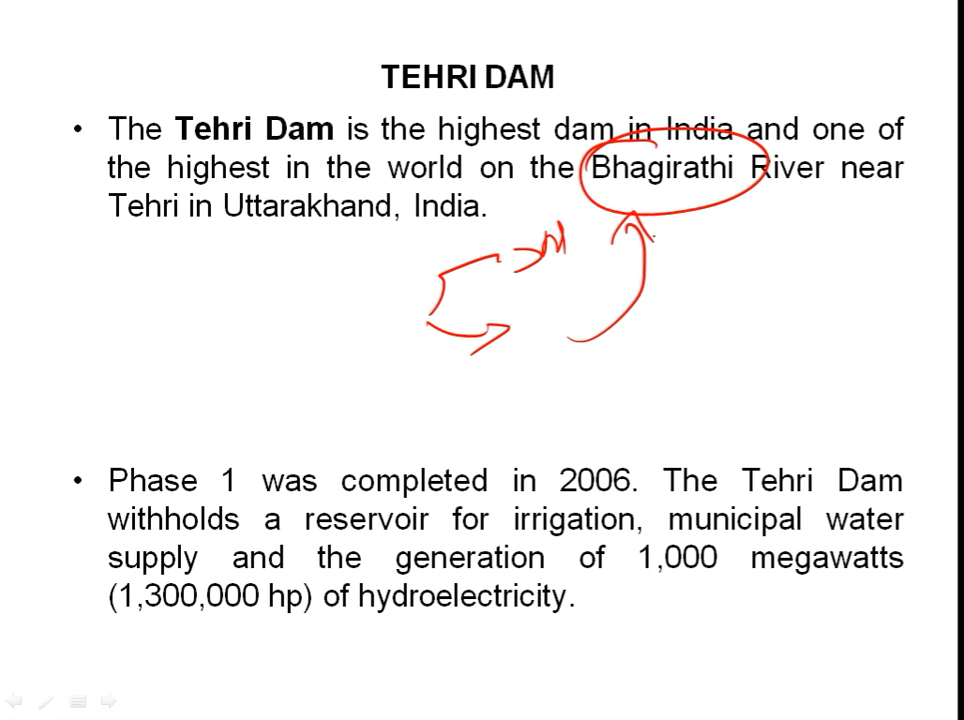 TEHRI DAM
• The Tehri Dam is the highest dam in India and one of
the highest in the world on the Bhagirathi River near
Tehri in Uttarakhand, India.
• Phase 1 was completed in 2006. The Tehri Dam
withholds a reservoir for irrigation, municipal water
supply and the generation of 1,000 megawatts
(1,300,000 hp) of hydroelectricity.